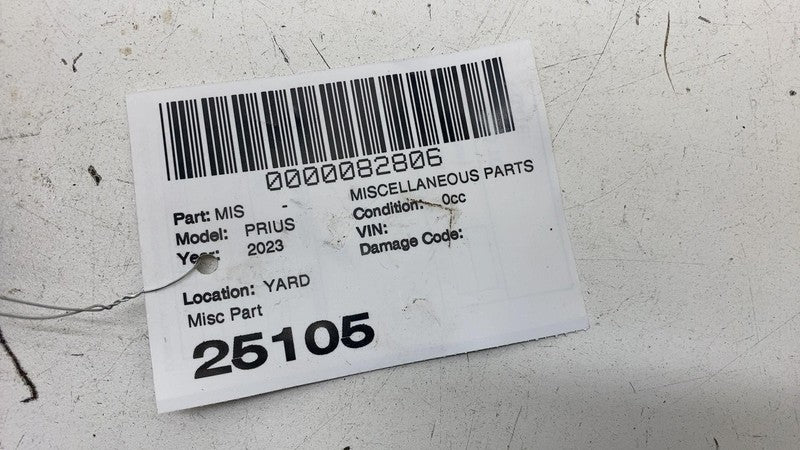 0000082806
Part: MIS - MISCELLANEOUS PARTS
Model: PRIUS Condition: 0cc
Year: 2023 VIN:
Damage Code:
Location: YARD
Misc Part
25105